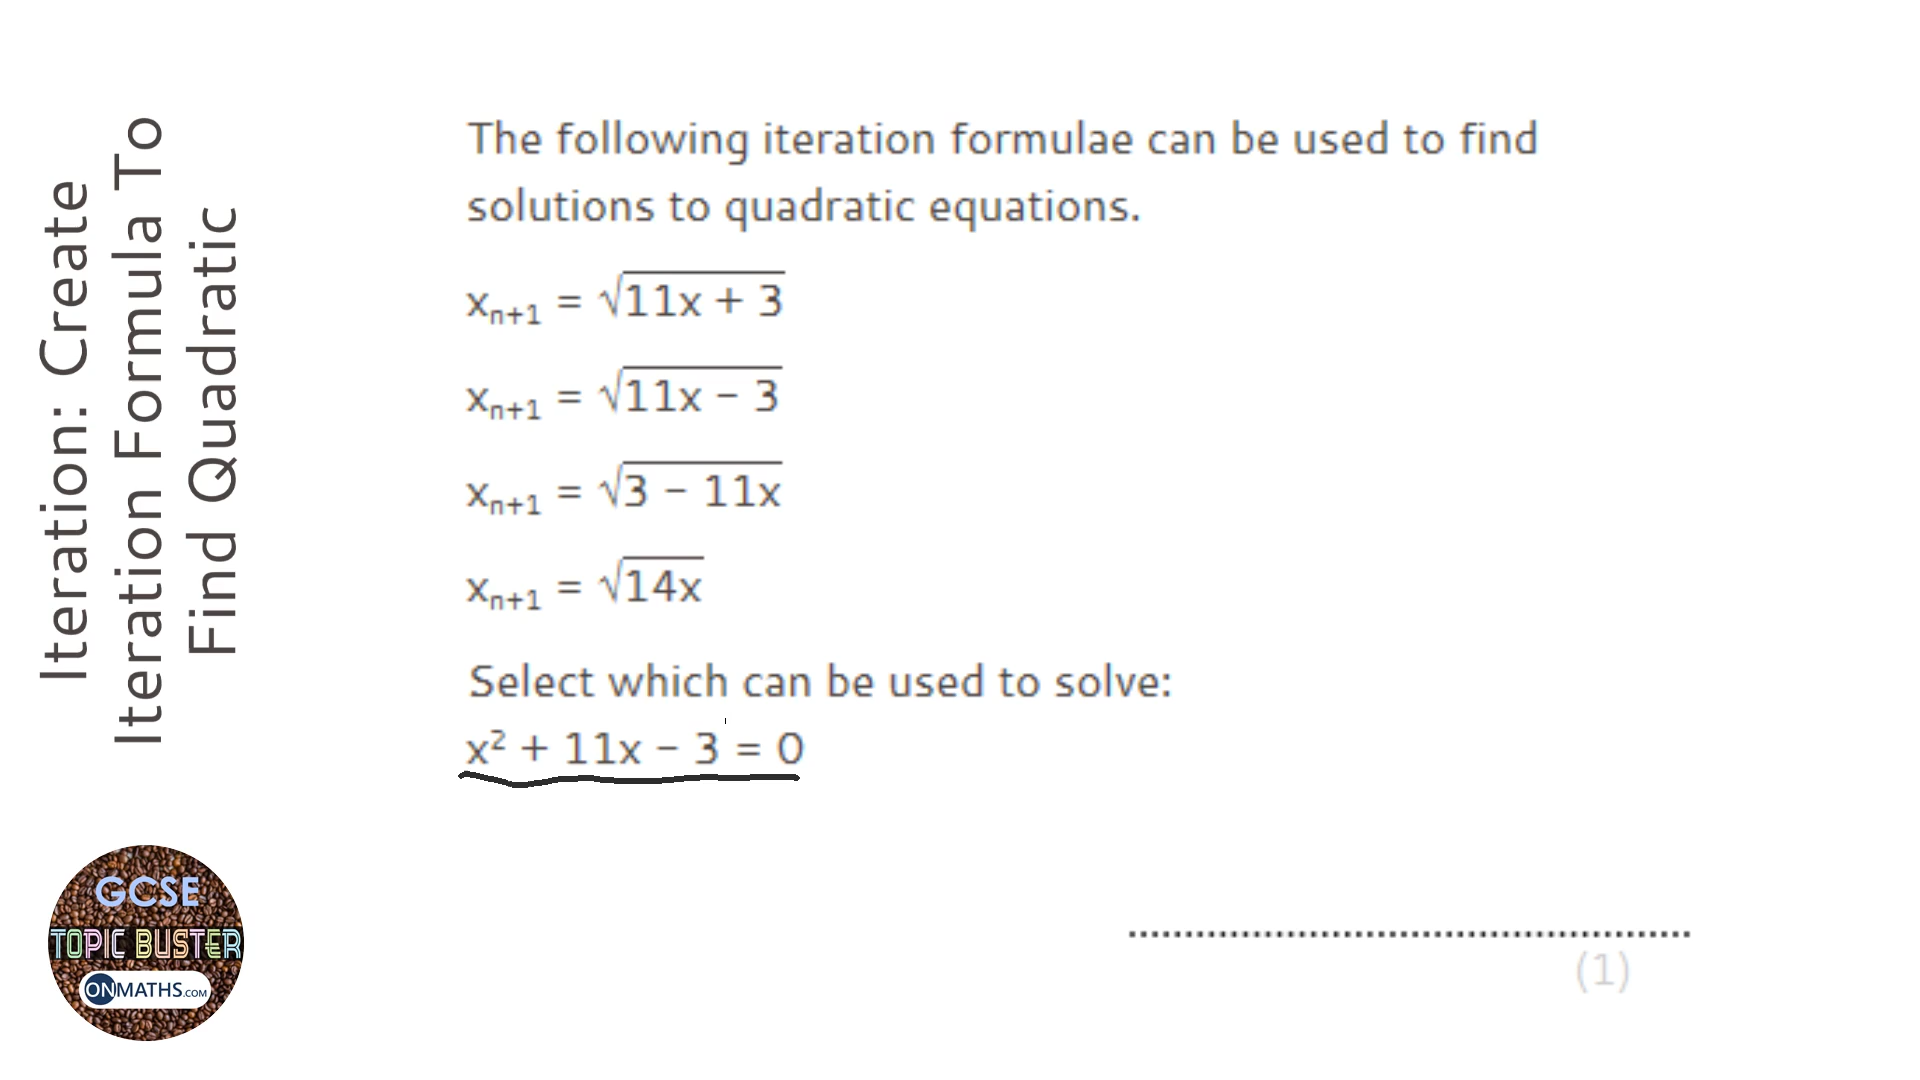 Iteration: Create
Iteration Formula To
Find Quadratic
The following iteration formulae can be used to find
solutions to quadratic equations.
xₙ₊₁ = √(11x + 3)
xₙ₊₁ = √(11x − 3)
xₙ₊₁ = √(3 − 11x)
xₙ₊₁ = √(14x)
Select which can be used to solve:
x² + 11x − 3 = 0
(1)
GCSE
TOPIC BUSTER
ONMATHS.COM